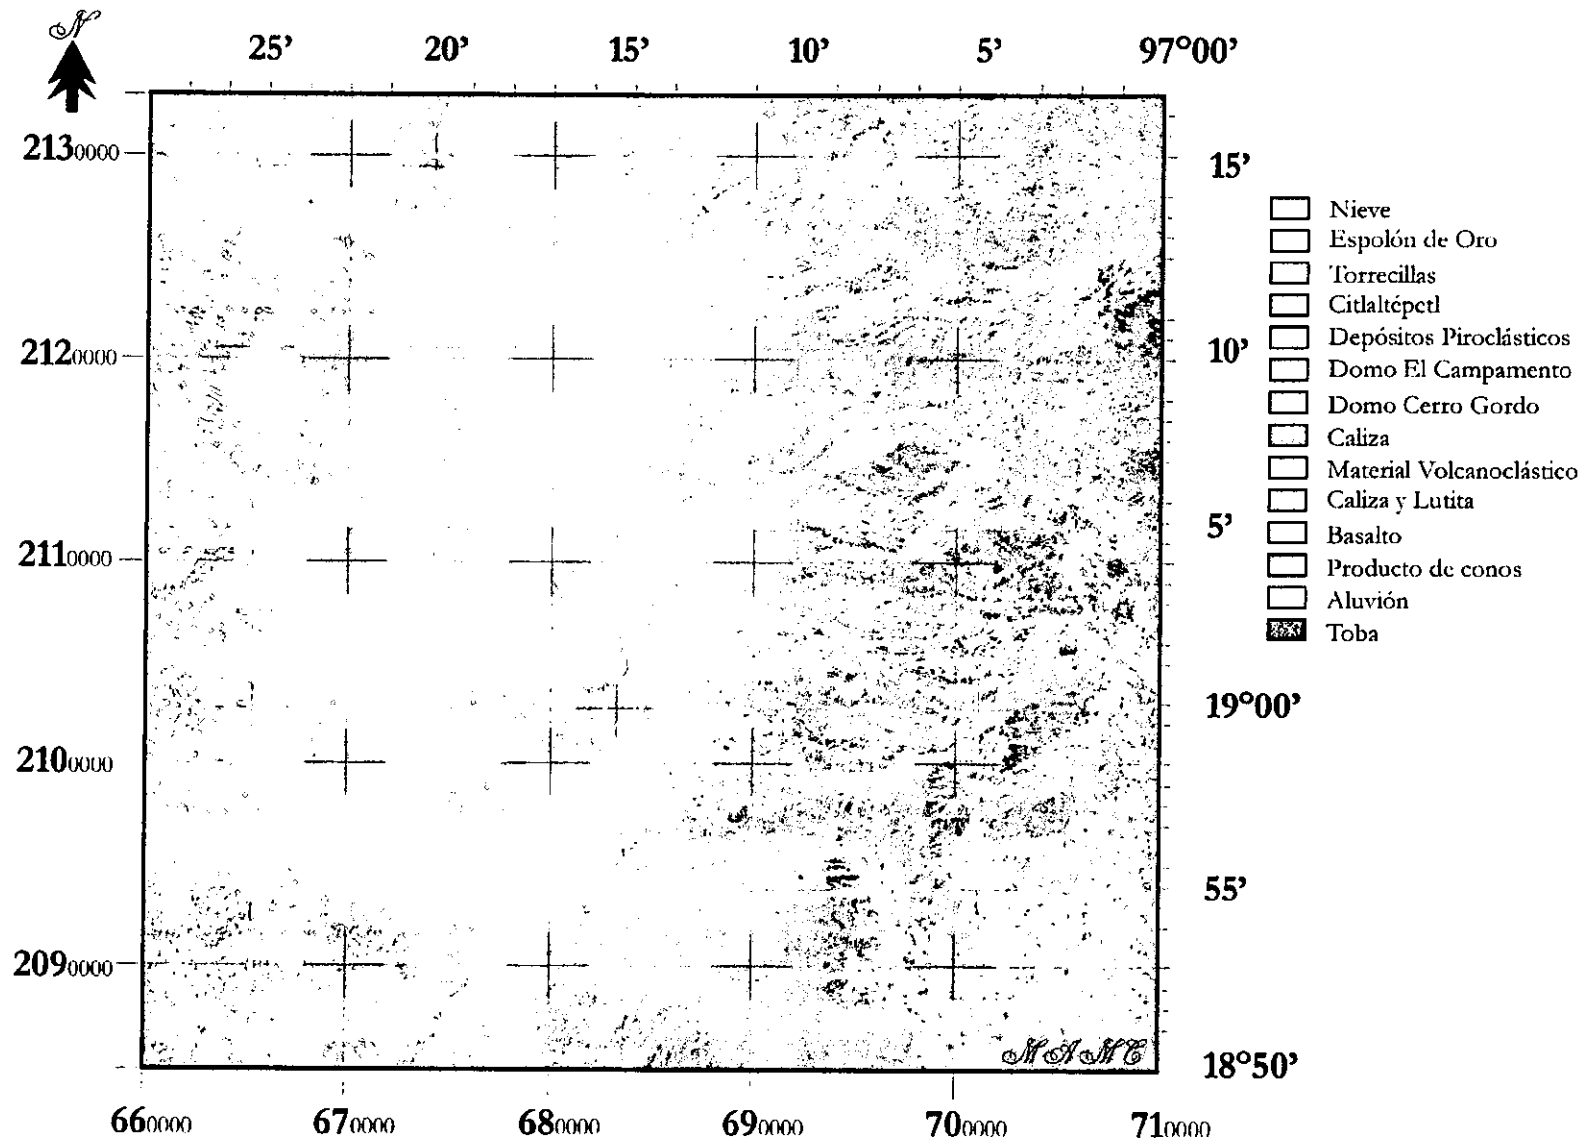 N
25’ 20’ 15’ 10’ 5’ 97°00’
2130000
15’
2120000
10’
2110000
5’
19°00’
2100000
55’
2090000
18°50’
660000 670000 680000 690000 700000 710000
Nieve
Espolón de Oro
Torrecillas
Citlaltépetl
Depósitos Piroclásticos
Domo El Campamento
Domo Cerro Gordo
Caliza
Material Volcanoclástico
Caliza y Lutita
Basalto
Producto de conos
Aluvión
Toba
MAMC